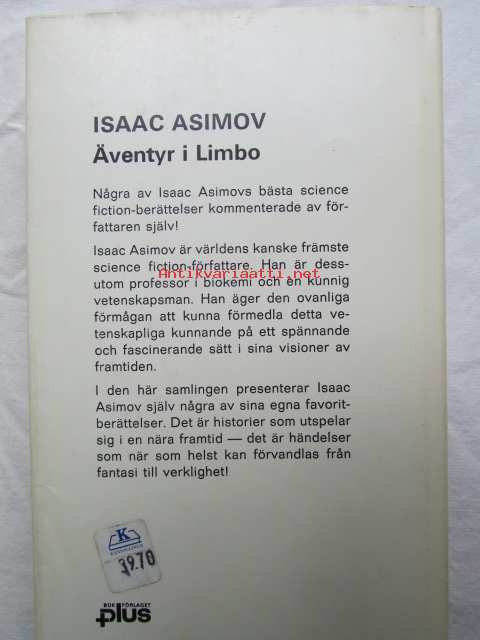 ISAAC ASIMOV
Äventyr i Limbo
Några av Isaac Asimovs bästa science
fiction-berättelser kommenterade av för-
fattaren själv!
Isaac Asimov är världens kanske främste
science fiction-författare. Han är dess-
Antikvariaatti.net
utom professor i biokemi och en kunnig
vetenskapsman. Han äger den ovanliga
förmågan att kunna förmedla detta ve-
tenskapliga kunnande på ett spännande
och fascinerande sätt i sina visioner av
framtiden.
I den här samlingen presenterar Isaac
Asimov själv några av sina egna favorit-
berättelser. Det är historier som utspelar
sig i en nära framtid — det är händelser
som när som helst kan förvandlas från
fantasi till verklighet!
K
39.70
BOKFÖRLAGET
plus